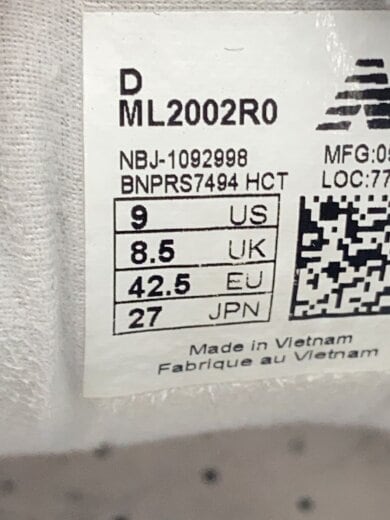 D
ML2002R0
NBJ-1092998
BNPRS7494 HCT
MFG:09
LOC:77
9 US
8.5 UK
42.5 EU
27 JPN
Made in Vietnam
Fabrique au Vietnam